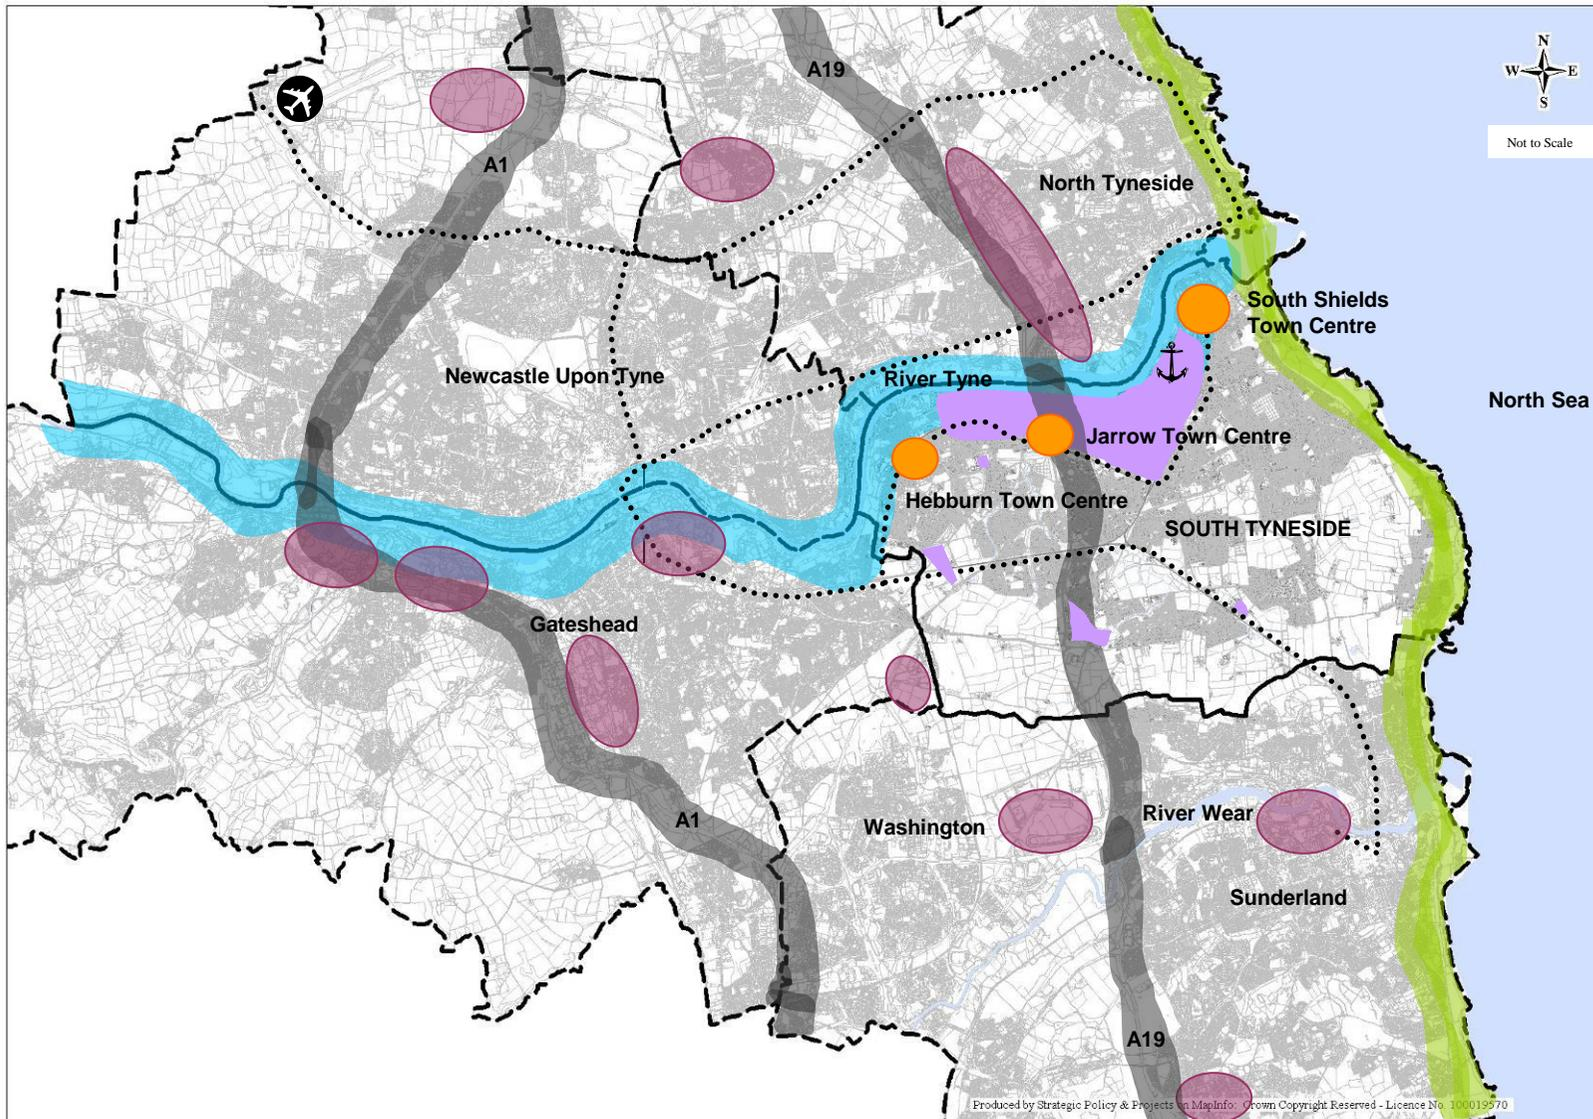 N
A19
W E
S
Not to Scale
A1
North Tyneside
South Shields
Town Centre
Newcastle Upon Tyne
River Tyne
North Sea
Jarrow Town Centre
Hebburn Town Centre
SOUTH TYNESIDE
Gateshead
A1
Washington
River Wear
Sunderland
A19
Produced by Strategic Policy & Projects on MapInfo: Crown Copyright Reserved - Licence No. 100019570